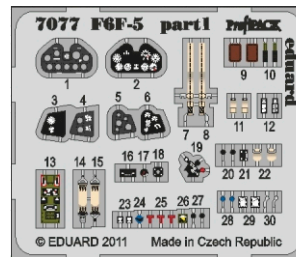 7077 F6F-5 part1 ProfiPACK
eduard
1 2 9 10
3 4 5 6 7 8 11 12
13 14 15 16 17 18 19 20 21 22
23 24 25 26 27 28 29 30
© EDUARD 2011 Made in Czech Republic